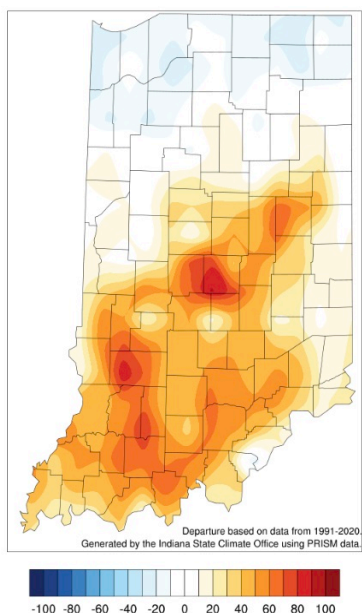 Departure based on data from 1991-2020.
Generated by the Indiana State Climate Office using PRISM data.
-100 -80 -60 -40 -20 0 20 40 60 80 100